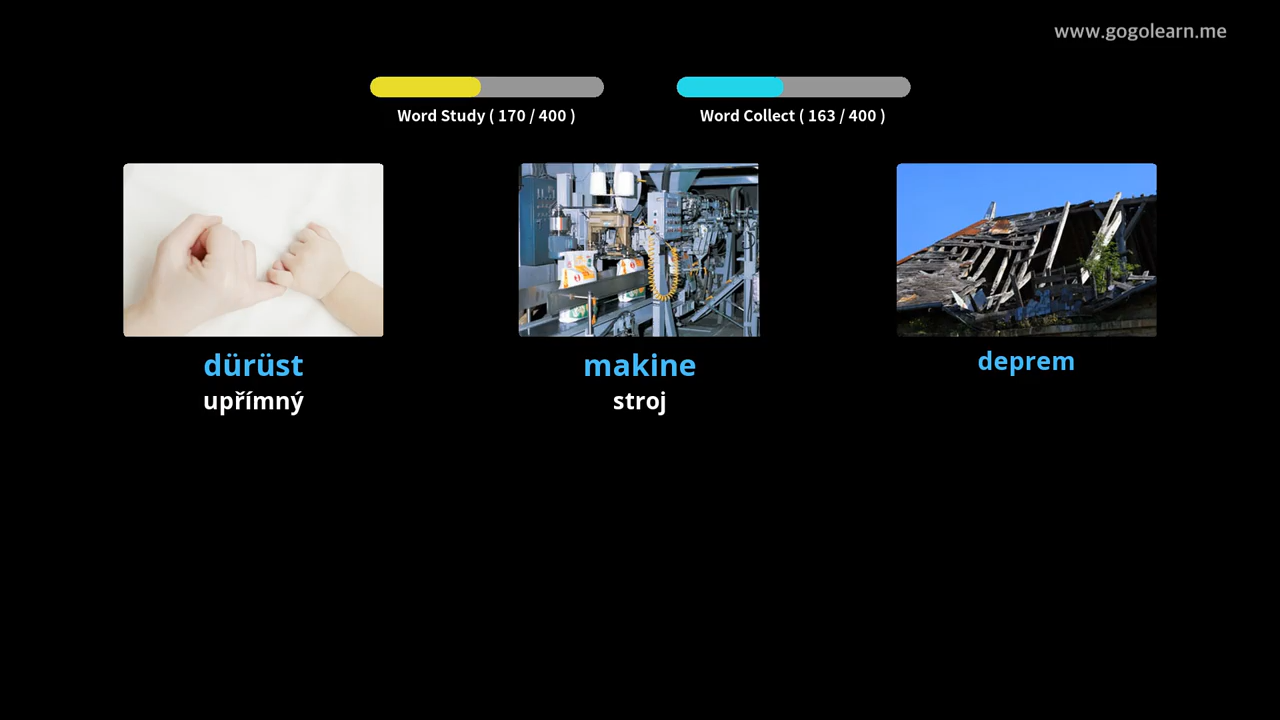 www.gogolearn.me
Word Study ( 170 / 400 )
Word Collect ( 163 / 400 )
dürüst
makine
deprem
upřímný
stroj